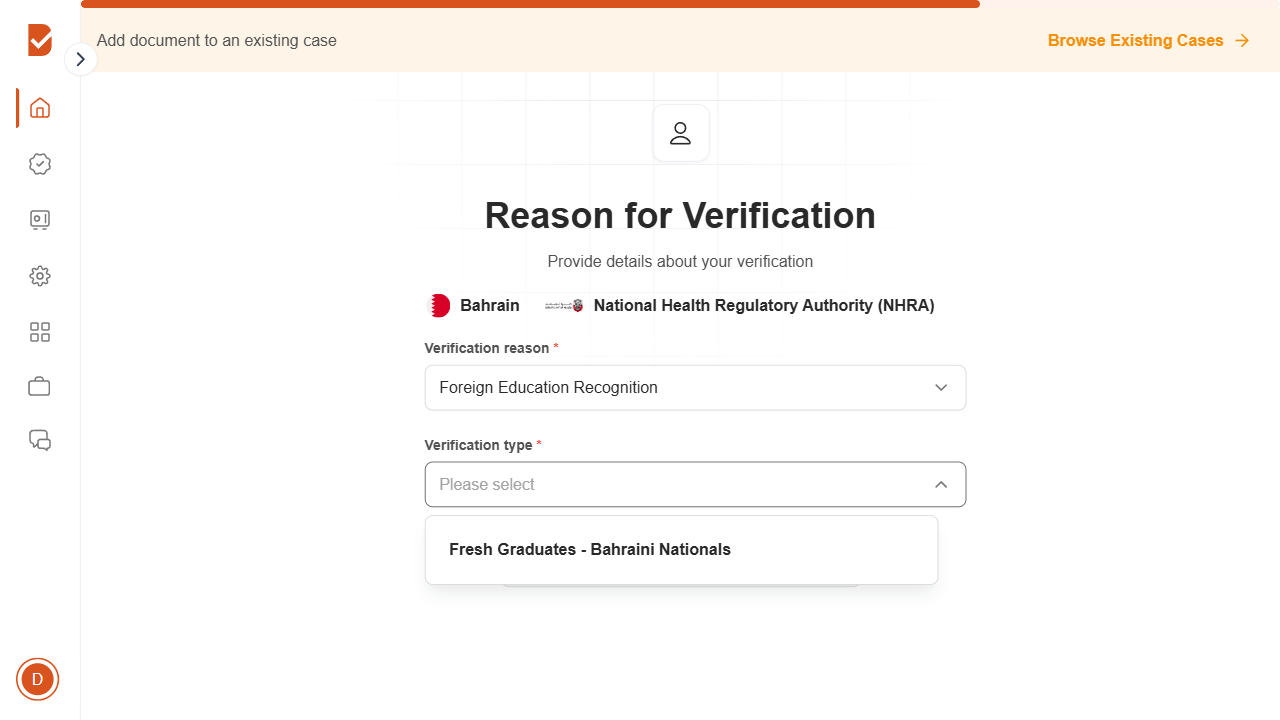 Add document to an existing case
Browse Existing Cases
Reason for Verification
Provide details about your verification
Bahrain
National Health Regulatory Authority (NHRA)
Verification reason *
Foreign Education Recognition
Verification type *
Please select
Fresh Graduates - Bahraini Nationals
D